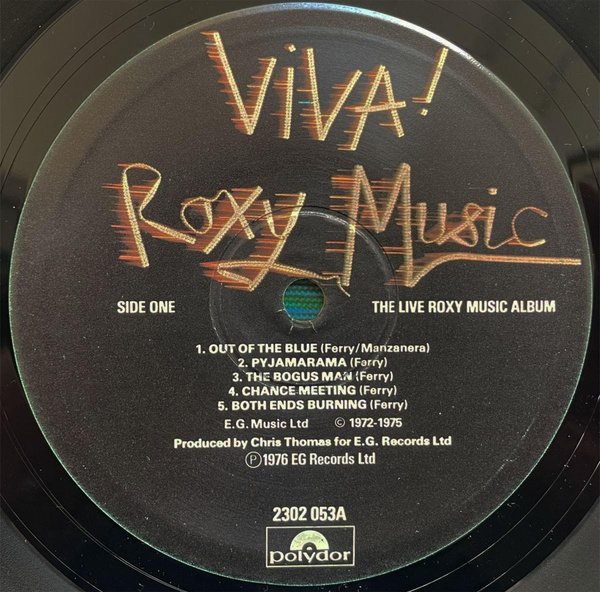 ViVA!
Roxy Music
SIDE ONE
THE LIVE ROXY MUSIC ALBUM
1. OUT OF THE BLUE (Ferry/Manzanera)
2. PYJAMARAMA (Ferry)
3. THE BOGUS MAN (Ferry)
4. CHANCE MEETING (Ferry)
5. BOTH ENDS BURNING (Ferry)
E.G. Music Ltd © 1972-1975
Produced by Chris Thomas for E.G. Records Ltd
℗ 1976 EG Records Ltd
2302 053A
polydor